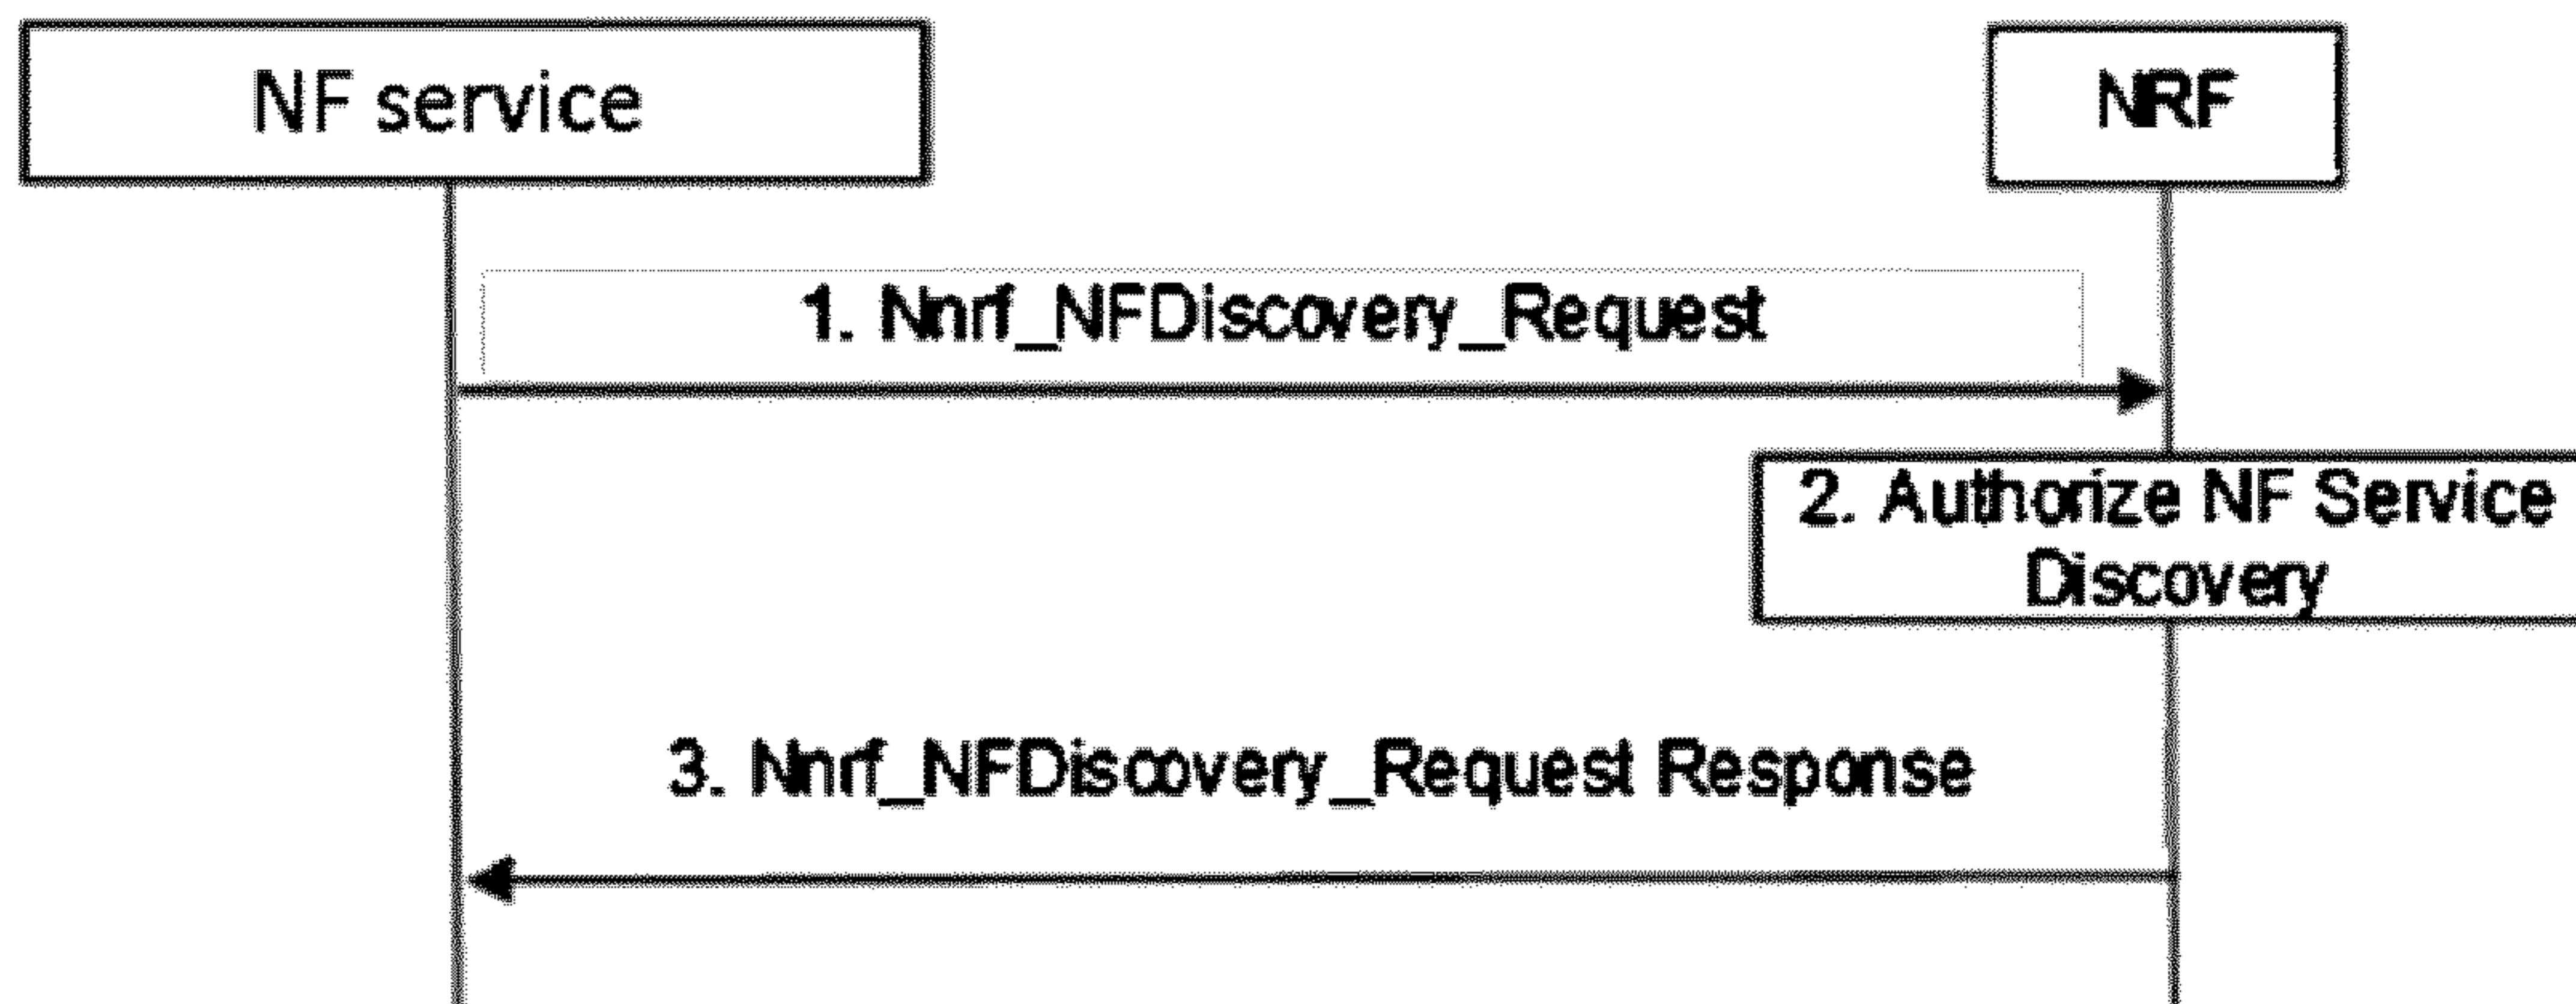 NF service
NRF
1. Nnrf_NFDiscovery_Request
2. Authorize NF Service
Discovery
3. Nnrf_NFDiscovery_Request Response